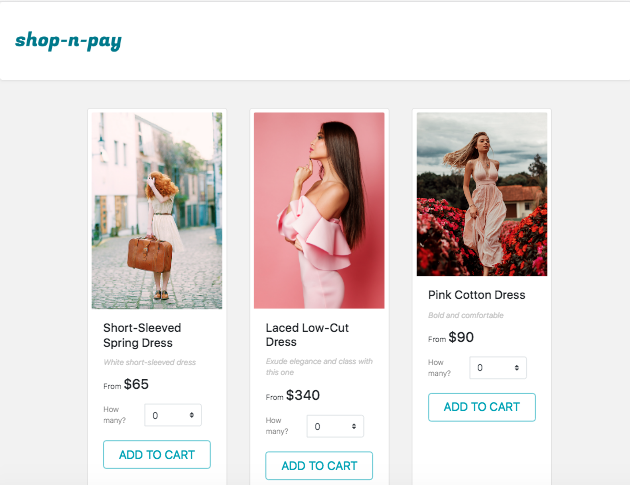 shop-n-pay
Short-Sleeved
Spring Dress
White short-sleeved dress
From $65
How
many?
0
ADD TO CART
Laced Low-Cut
Dress
Exude elegance and class with
this one
From $340
How
many?
0
ADD TO CART
Pink Cotton Dress
Bold and comfortable
From $90
How
many?
0
ADD TO CART